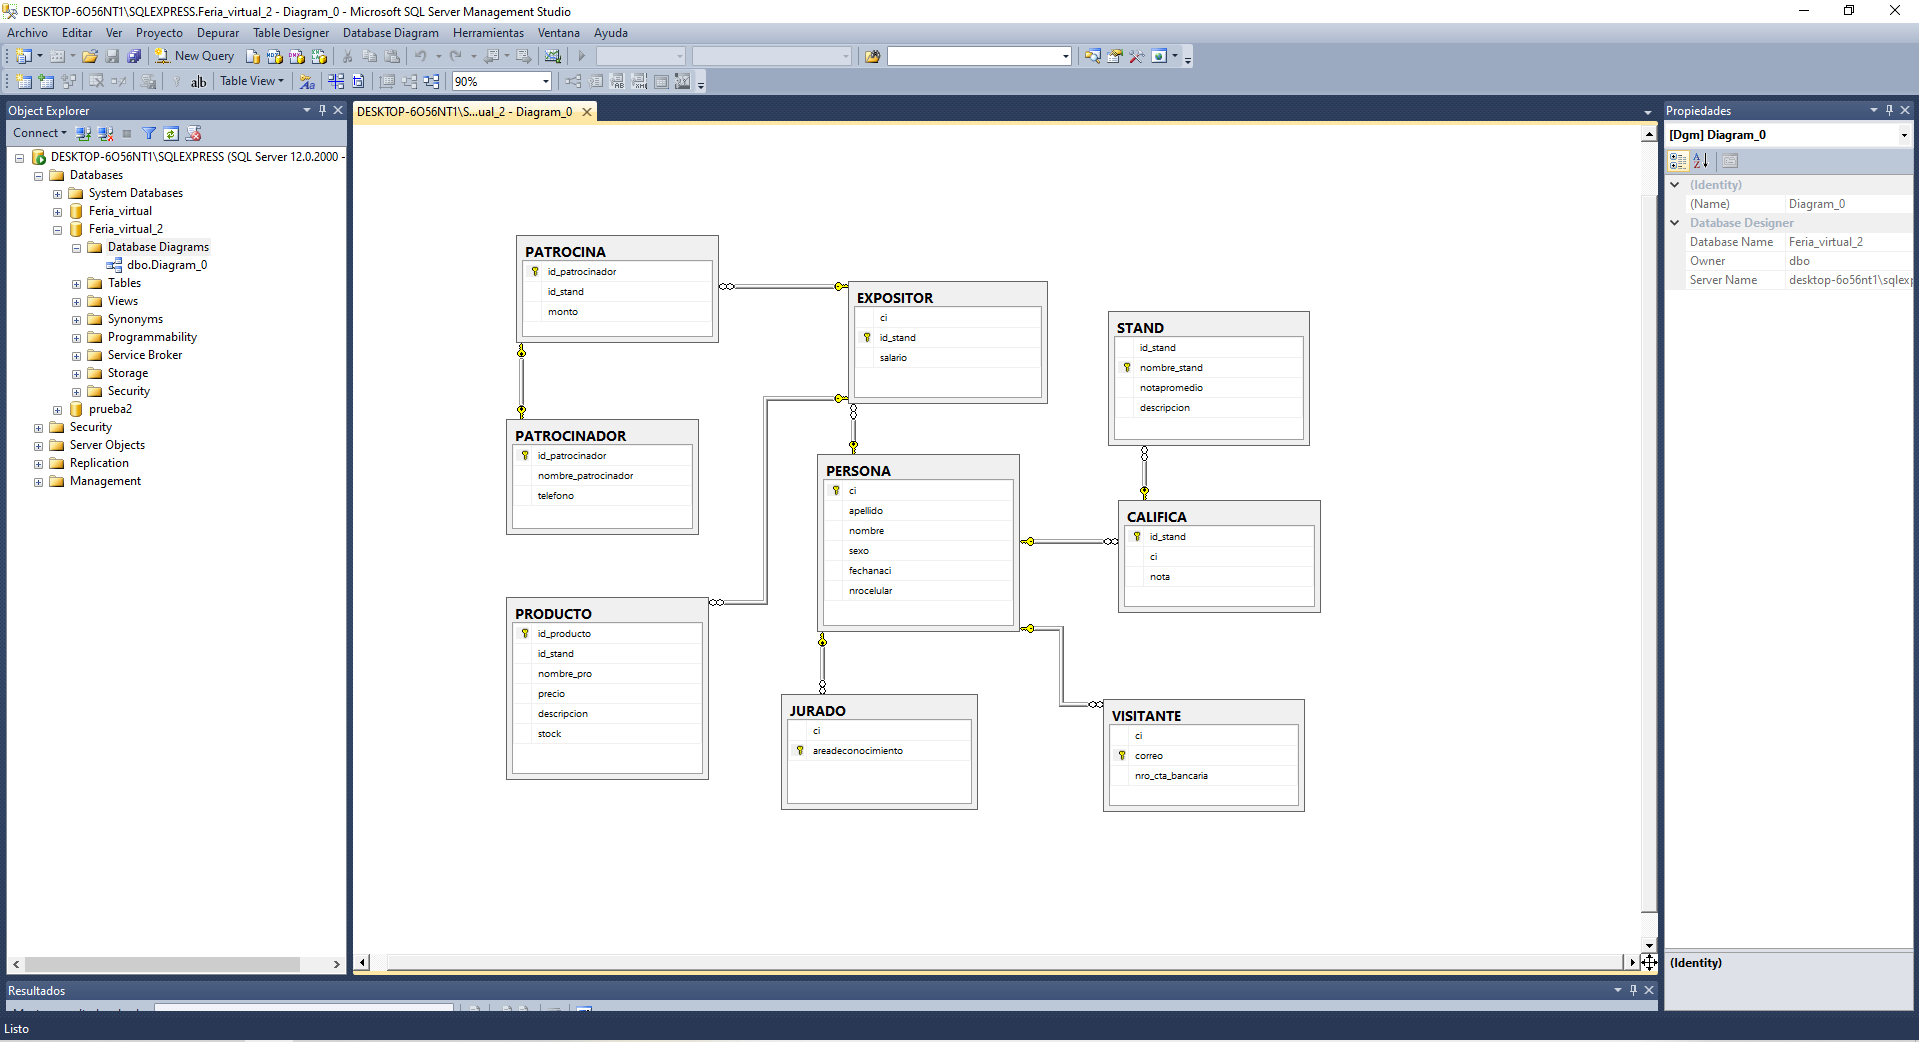 DESKTOP-6O56NT1\SQLEXPRESS.Feria_virtual_2 - Diagram_0 - Microsoft SQL Server Management Studio
Archivo Editar Ver Proyecto Depurar Table Designer Database Diagram Herramientas Ventana Ayuda
New Query
ab| Table View 90%
Object Explorer
Connect
DESKTOP-6O56NT1\SQLEXPRESS (SQL Server 12.0.2000 -
Databases
System Databases
Feria_virtual
Feria_virtual_2
Database Diagrams
dbo.Diagram_0
Tables
Views
Synonyms
Programmability
Service Broker
Storage
Security
prueba2
Security
Server Objects
Replication
Management
DESKTOP-6O56NT1\S...ual_2 - Diagram_0
PATROCINA
id_patrocinador
id_stand
monto
EXPOSITOR
ci
id_stand
salario
STAND
id_stand
nombre_stand
notapromedio
descripcion
PATROCINADOR
id_patrocinador
nombre_patrocinador
telefono
PERSONA
ci
apellido
nombre
sexo
fechanaci
nrocelular
CALIFICA
id_stand
ci
nota
PRODUCTO
id_producto
id_stand
nombre_pro
precio
descripcion
stock
JURADO
ci
areadeconocimiento
VISITANTE
ci
correo
nro_cta_bancaria
Propiedades
[Dgm] Diagram_0
(Identity)
(Name) Diagram_0
Database Designer
Database Name Feria_virtual_2
Owner dbo
Server Name desktop-6o56nt1\sqlexp
(Identity)
Resultados
Listo